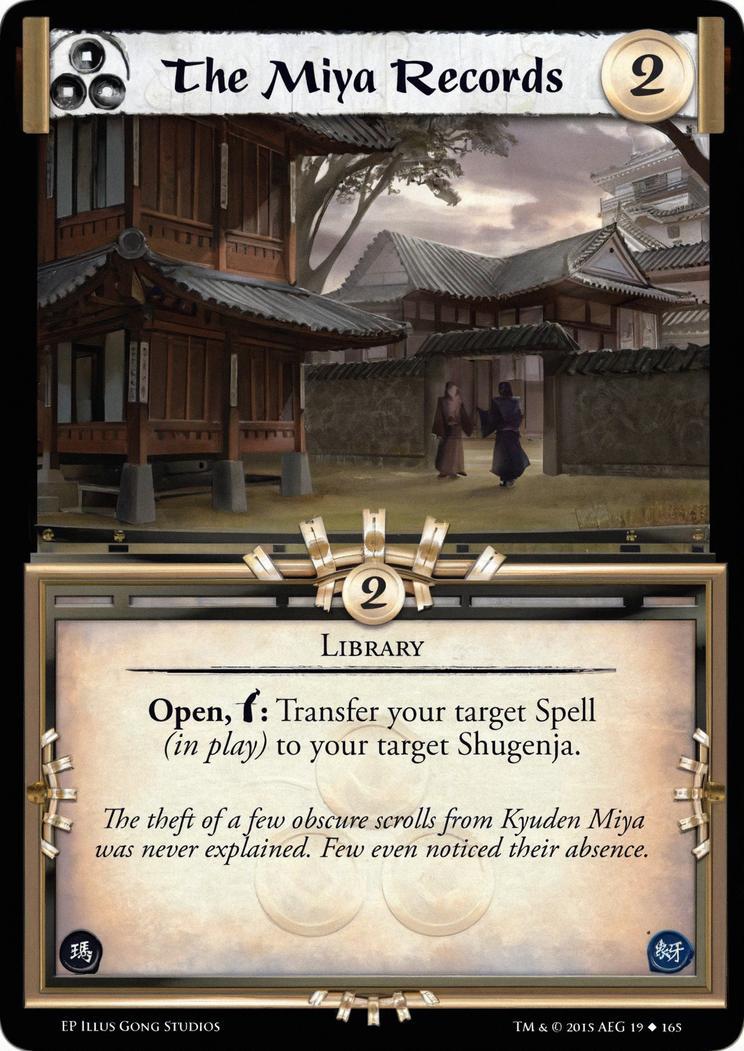 The Miya Records
2
2
Library
Open, : Transfer your target Spell
(in play) to your target Shugenja.
The theft of a few obscure scrolls from Kyuden Miya
was never explained. Few even noticed their absence.
瑪
EP Illus Gong Studios
TM & © 2015 AEG 19 ◆ 165